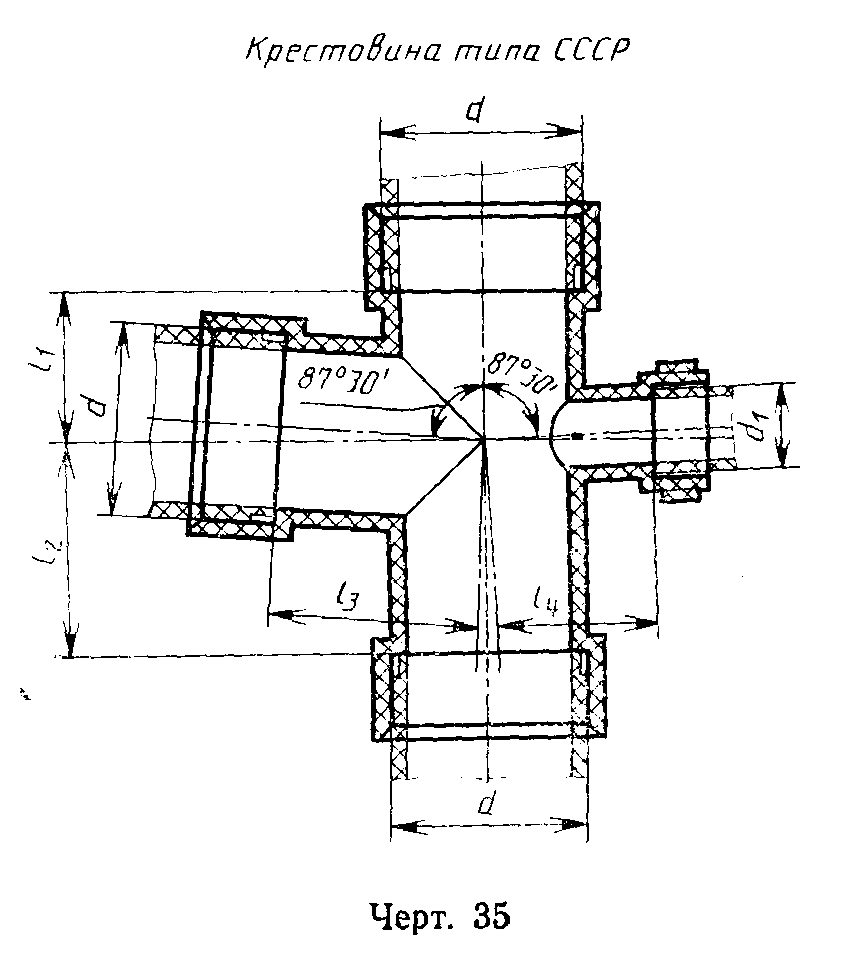 Крестовина типа СССР
d
l1
87°30'
87°30'
d
d1
l2
l3
l4
d
Черт. 35